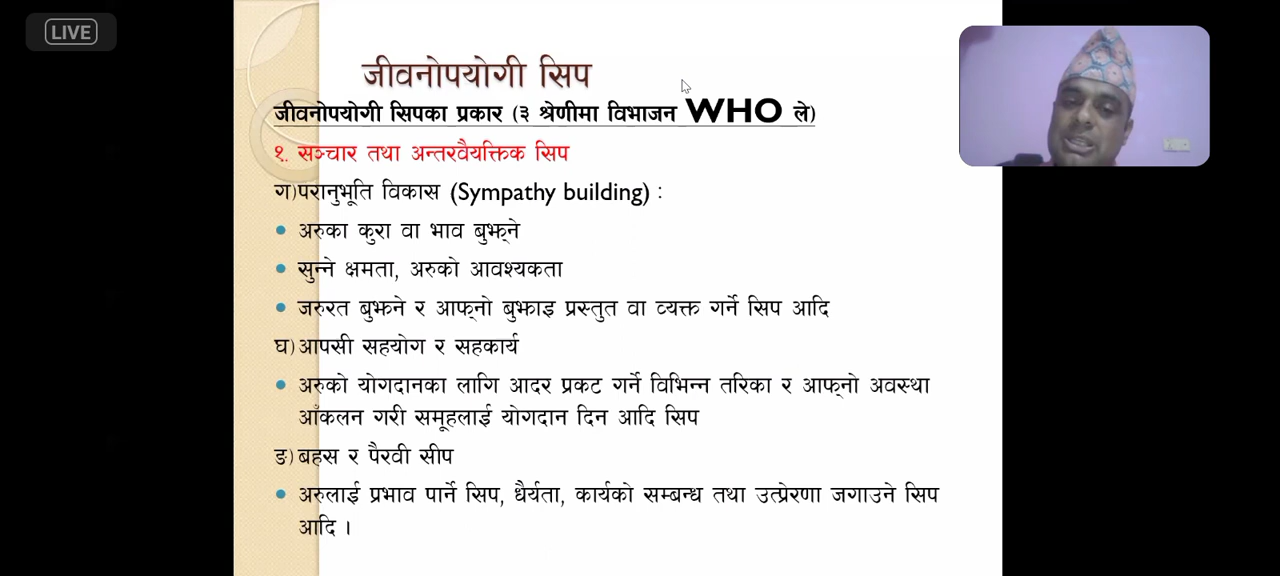 LIVE
जीवनोपयोगी सिप
जीवनोपयोगी सिपका प्रकार (३ श्रेणीमा विभाजन WHO ले)
१. सञ्चार तथा अन्तरवैयक्तिक सिप
ग)परानुभूति विकास (Sympathy building) :
• अरुका कुरा वा भाव बुझ्ने
• सुन्ने क्षमता, अरुको आवश्यकता
• जरुरत बुझ्ने र आफ्नो बुझाइ प्रस्तुत वा व्यक्त गर्ने सिप आदि
घ)आपसी सहयोग र सहकार्य
• अरुको योगदानका लागि आदर प्रकट गर्ने विभिन्न तरिका र आफ्नो अवस्था
आँकलन गरी समूहलाई योगदान दिन आदि सिप
ङ)बहस र पैरवी सीप
• अरुलाई प्रभाव पार्ने सिप, धैर्यता, कार्यको सम्बन्ध तथा उत्प्रेरणा जगाउने सिप
आदि ।